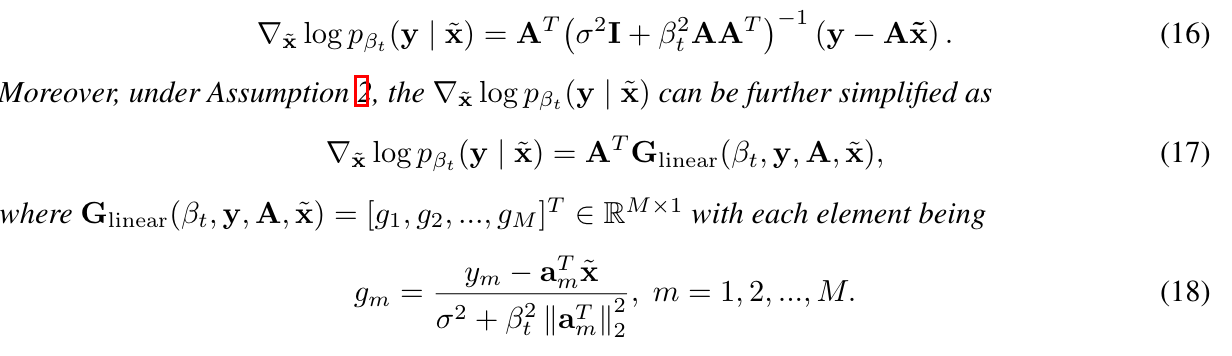 ∇_x̃ log p_{β_t}(y | x̃) = A^T (σ²I + β_t² AA^T)^{−1} (y − Ax̃). (16)
Moreover, under Assumption 2, the ∇_x̃ log p_{β_t}(y | x̃) can be further simplified as
∇_x̃ log p_{β_t}(y | x̃) = A^T G_linear(β_t, y, A, x̃), (17)
where G_linear(β_t, y, A, x̃) = [g_1, g_2, ..., g_M]^T ∈ ℝ^{M×1} with each element being
g_m = (y_m − a_m^T x̃) / (σ² + β_t² ‖a_m^T‖_2^2), m = 1, 2, ..., M. (18)